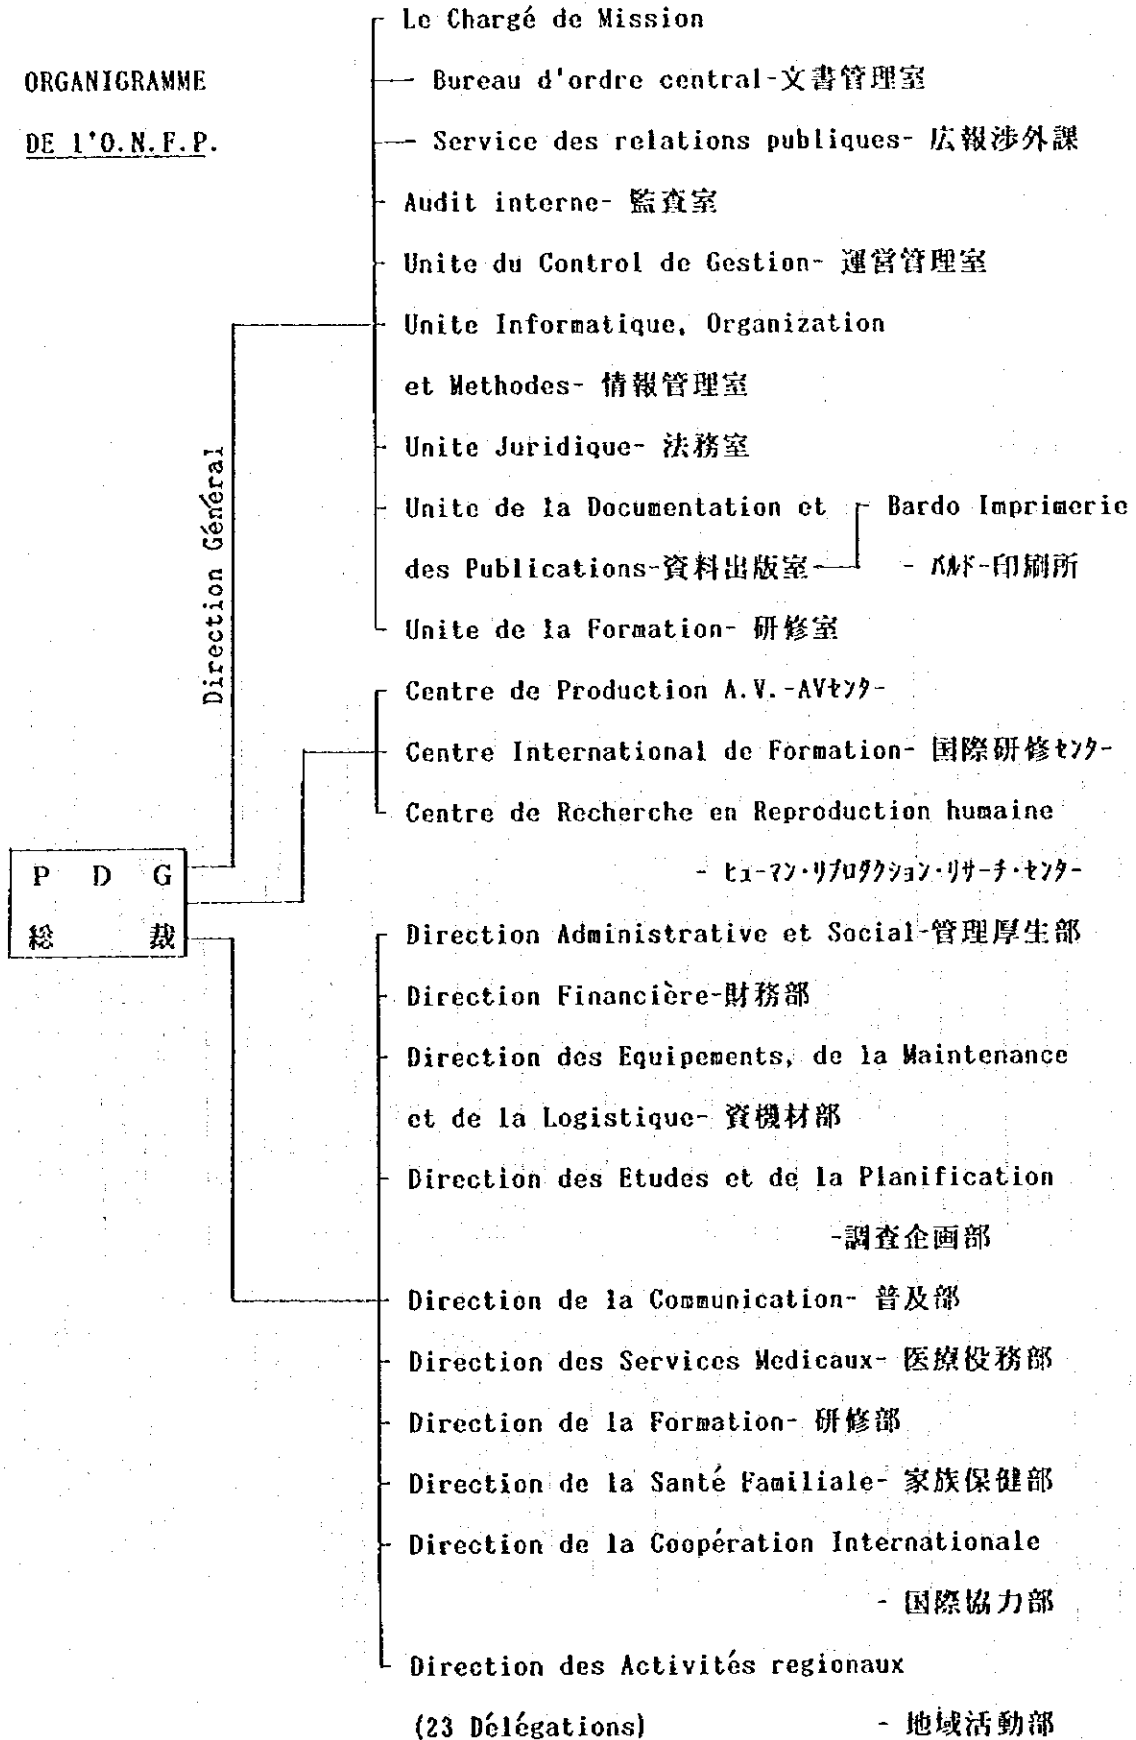 Le Chargé de Mission
ORGANIGRAMME
DE l'O.N.F.P.
Bureau d'ordre central-文書管理室
Service des relations publiques- 広報渉外課
Audit interne- 監査室
Unite du Control de Gestion- 運営管理室
Unite Informatique, Organization
et Methodes- 情報管理室
Unite Juridique- 法務室
Direction Général
Unite de la Documentation et
des Publications-資料出版室
Bardo Imprimerie
- バルドー印刷所
Unite de la Formation- 研修室
Centre de Production A.V.-AVセンター
Centre International de Formation- 国際研修センター
Centre de Recherche en Reproduction humaine
- ヒューマン・リプロダクション・リサーチ・センター
P D G
総 裁
Direction Administrative et Social-管理厚生部
Direction Financière-財務部
Direction des Equipements, de la Maintenance
et de la Logistique- 資機材部
Direction des Etudes et de la Planification
-調査企画部
Direction de la Communication- 普及部
Direction des Services Medicaux- 医療役務部
Direction de la Formation- 研修部
Direction de la Santé Familiale- 家族保健部
Direction de la Coopération Internationale
- 国際協力部
Direction des Activités regionaux
(23 Délégations) - 地域活動部